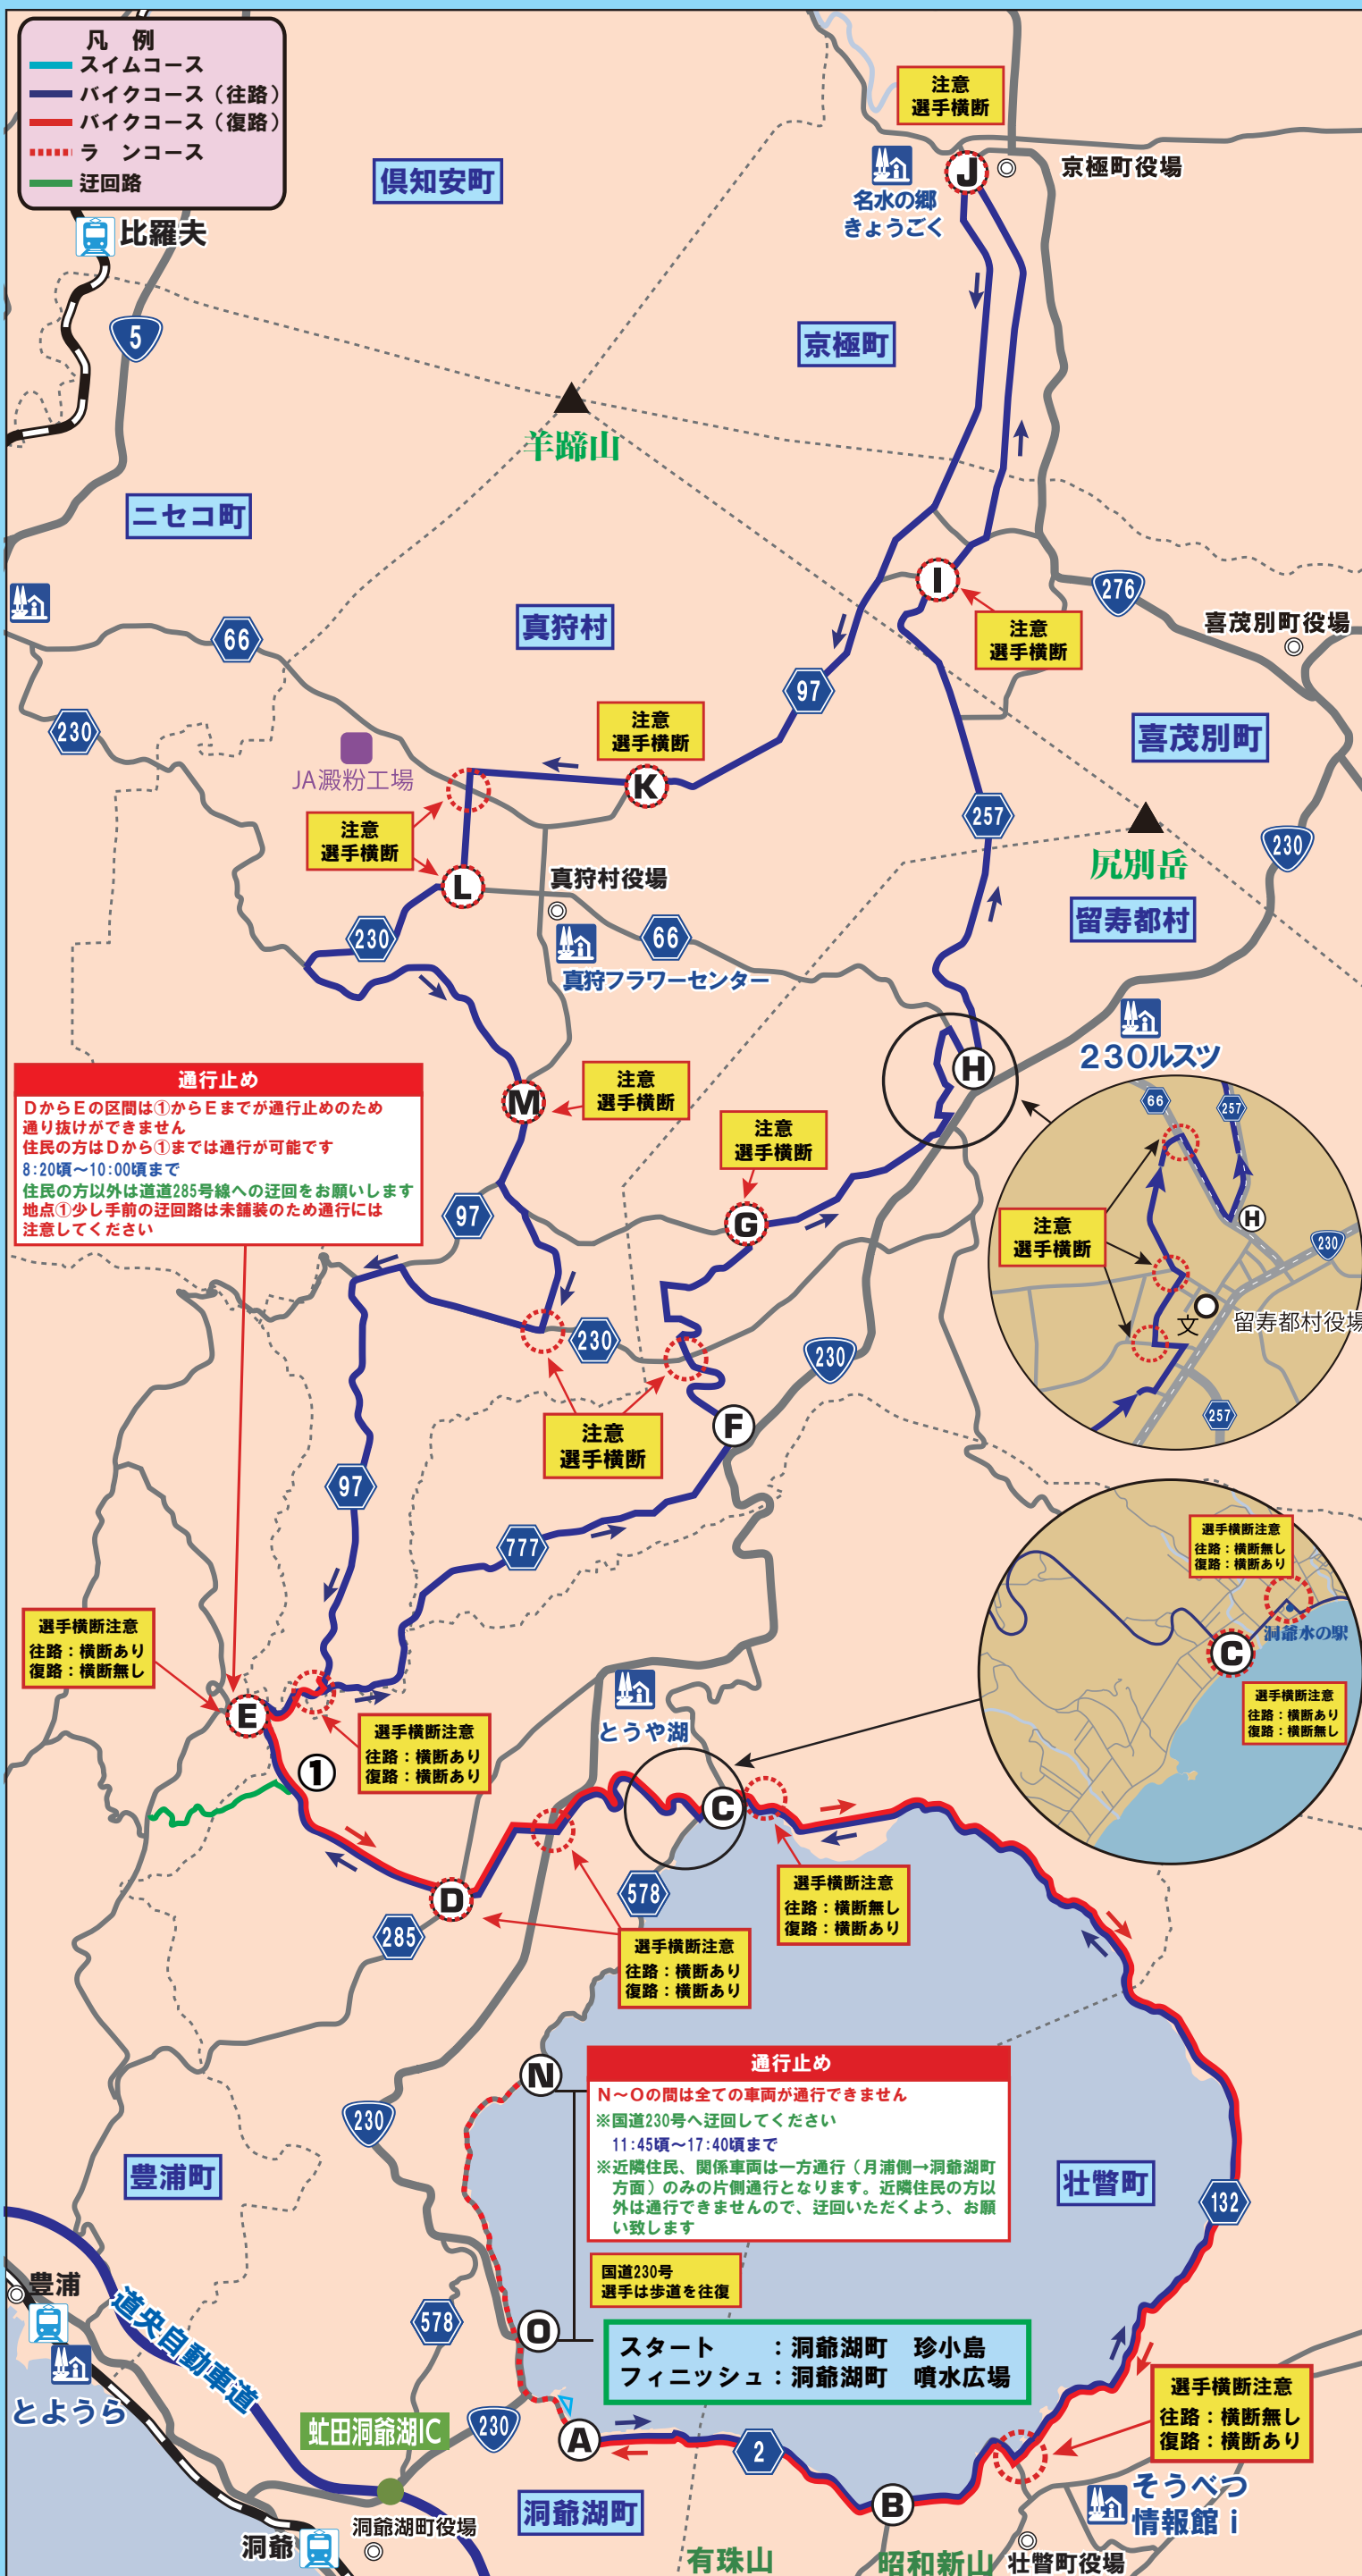 凡 例
スイムコース
バイクコース（往路）
バイクコース（復路）
ラ ンコース
迂回路
比羅夫
5
倶知安町
注意
選手横断
J
京極町役場
名水の郷
きょうごく
京極町
羊蹄山
ニセコ町
66
230
真狩村
I
注意
選手横断
276
喜茂別町役場
97
喜茂別町
注意
選手横断
K
JA澱粉工場
注意
選手横断
L
257
尻別岳
230
留寿都村
真狩村役場
230
66
真狩フラワーセンター
230ルスツ
H
通行止め
DからEの区間は①からEまでが通行止めのため
通り抜けができません
住民の方はDから①までは通行が可能です
8:20頃～10:00頃まで
住民の方以外は道道285号線への迂回をお願いします
地点①少し手前の迂回路は未舗装のため通行には
注意してください
M
注意
選手横断
注意
選手横断
G
97
230
230
F
注意
選手横断
66
257
注意
選手横断
H
230
文
留寿都村役場
257
97
777
選手横断注意
往路：横断無し
復路：横断あり
洞爺水の駅
C
選手横断注意
往路：横断あり
復路：横断無し
選手横断注意
往路：横断あり
復路：横断無し
E
選手横断注意
往路：横断あり
復路：横断あり
1
とうや湖
C
D
578
285
選手横断注意
往路：横断無し
復路：横断あり
選手横断注意
往路：横断あり
復路：横断あり
N
通行止め
N～Oの間は全ての車両が通行できません
※国道230号へ迂回してください
11:45頃～17:40頃まで
※近隣住民、関係車両は一方通行（月浦側→洞爺湖町
方面）のみの片側通行となります。近隣住民の方以
外は通行できませんので、迂回いただくよう、お願
い致します
230
豊浦町
壮瞥町
132
国道230号
選手は歩道を往復
豊浦
とようら
道央自動車道
578
O
スタート ：洞爺湖町 珍小島
フィニッシュ：洞爺湖町 噴水広場
選手横断注意
往路：横断無し
復路：横断あり
虻田洞爺湖IC
230
A
2
B
そうべつ
情報館 i
洞爺湖町
洞爺
洞爺湖町役場
有珠山
昭和新山
壮瞥町役場